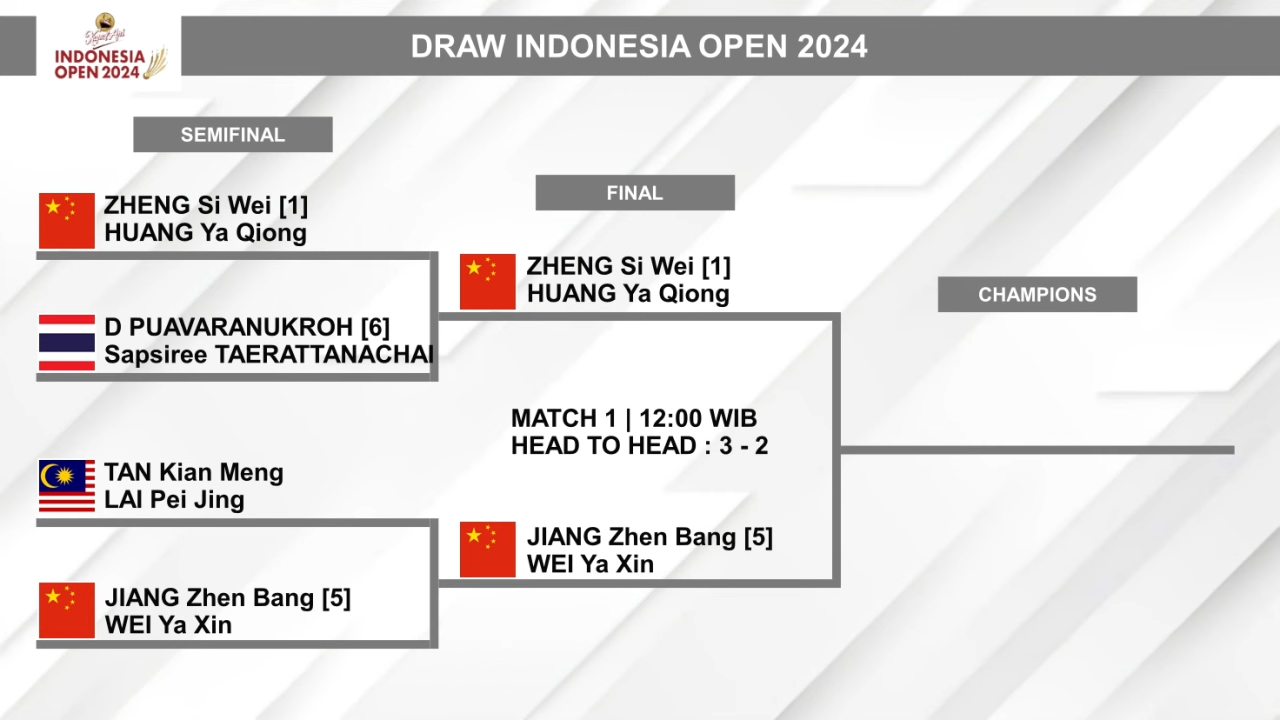 INDONESIA
OPEN 2024
DRAW INDONESIA OPEN 2024
SEMIFINAL
ZHENG Si Wei [1]
HUANG Ya Qiong
D PUAVARANUKROH [6]
Sapsiree TAERATTANACHAI
TAN Kian Meng
LAI Pei Jing
JIANG Zhen Bang [5]
WEI Ya Xin
FINAL
ZHENG Si Wei [1]
HUANG Ya Qiong
MATCH 1 | 12:00 WIB
HEAD TO HEAD : 3 - 2
JIANG Zhen Bang [5]
WEI Ya Xin
CHAMPIONS